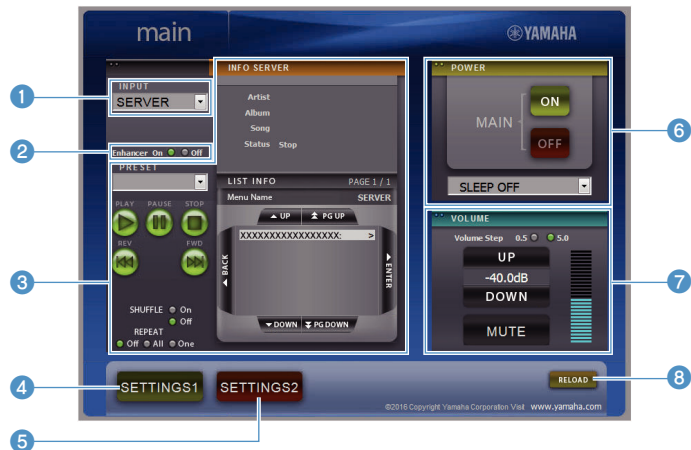 main
YAMAHA
INPUT
SERVER
Enhancer On Off
PRESET
PLAY PAUSE STOP
REV FWD
SHUFFLE On
Off
REPEAT
Off All One
INFO SERVER
Artist
Album
Song
Status Stop
LIST INFO PAGE 1 / 1
Menu Name SERVER
UP PG UP
XXXXXXXXXXXXXXXXX: >
BACK
ENTER
DOWN PG DOWN
POWER
MAIN
ON
OFF
SLEEP OFF
VOLUME
Volume Step 0.5 5.0
UP
-40.0dB
DOWN
MUTE
SETTINGS1
SETTINGS2
RELOAD
©2016 Copyright Yamaha Corporation Visit www.yamaha.com
1
2
3
4
5
6
7
8